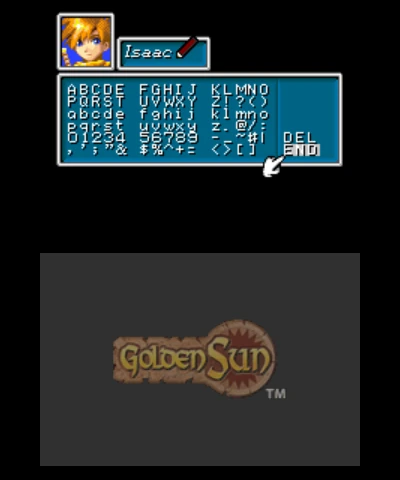 Isaac
ABCDE FGHIJ KLMNO
PQRST UVWXY Z!?()
abcde fghij klmno
pqrst uvwxy z.@/:
01234 56789 -_~#|
DEL
,';"& $%^+= <>[]
END
GOLDEN SUN
TM